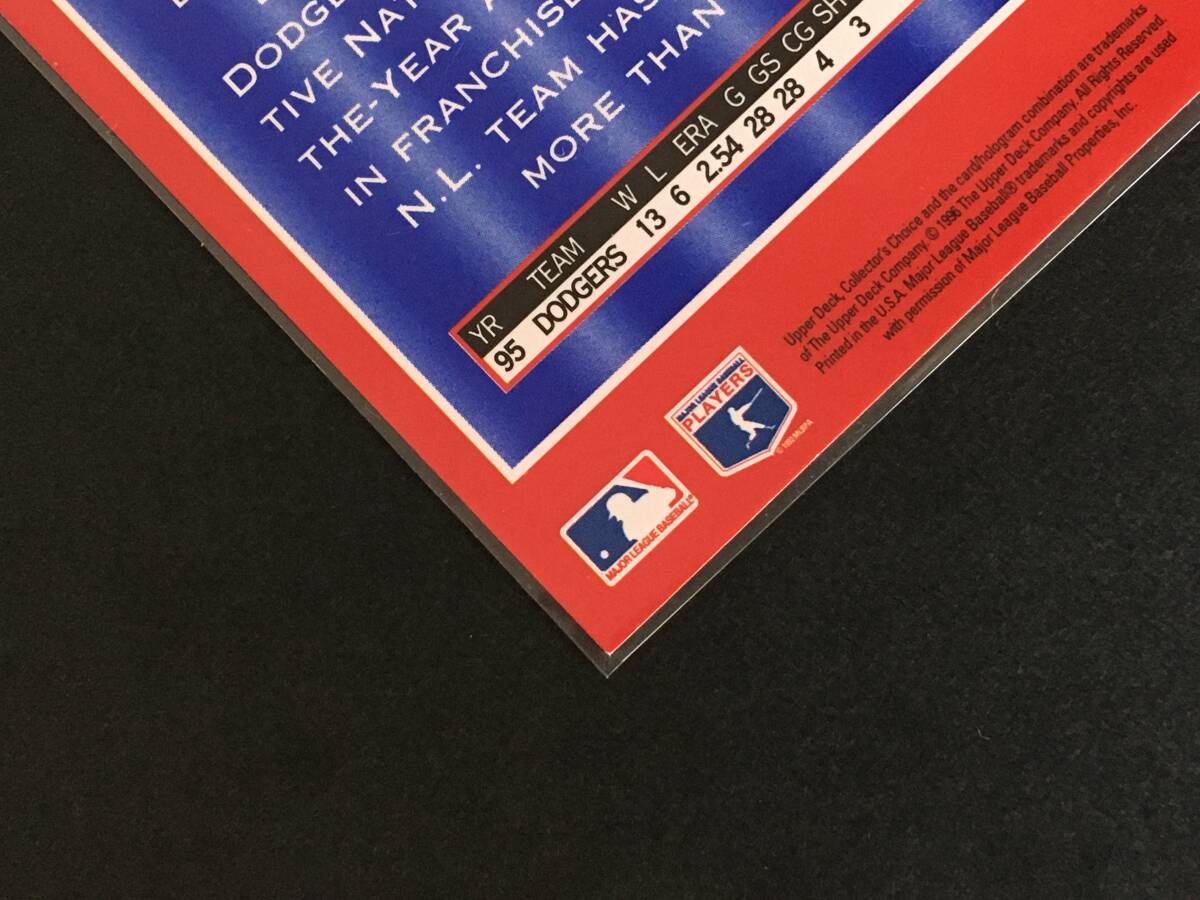 DODGE
TIVE NAT
THE-YEAR A
IN FRANCHISE
N.L. TEAM HAS
MORE THAN
YR TEAM W L ERA G GS CG SH
95 DODGERS 13 6 2.54 28 28 4 3
Upper Deck, Collector's Choice and the card/hologram combination are trademarks
of The Upper Deck Company. © 1996 The Upper Deck Company. All Rights Reserved.
Printed in the U.S.A. Major League Baseball® trademarks and copyrights are used
with permission of Major League Baseball Properties, Inc.
MAJOR LEAGUE BASEBALL
PLAYERS
MAJOR LEAGUE BASEBALL